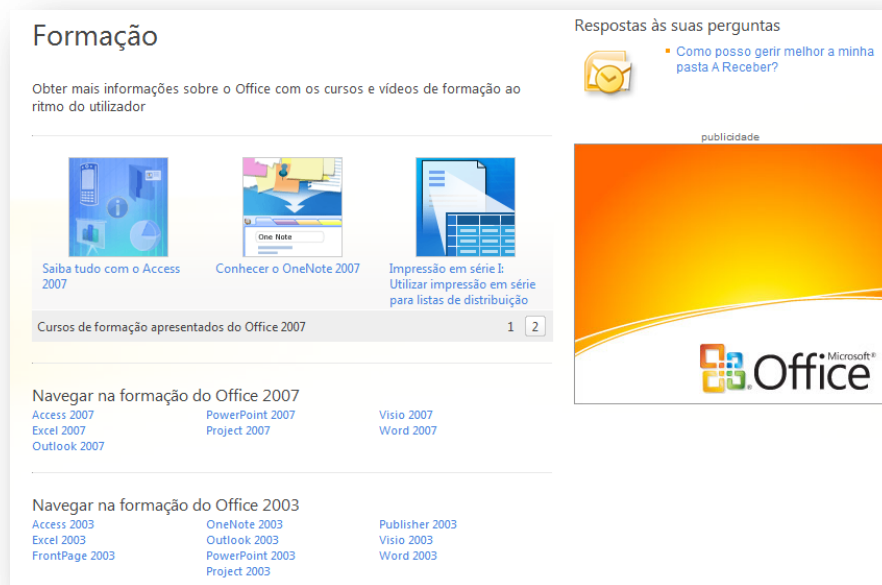 Formação
Obter mais informações sobre o Office com os cursos e vídeos de formação ao
ritmo do utilizador
One Note
Saiba tudo com o Access
2007
Conhecer o OneNote 2007
Impressão em série I:
Utilizar impressão em série
para listas de distribuição
Cursos de formação apresentados do Office 2007
1 2
Navegar na formação do Office 2007
Access 2007
Excel 2007
Outlook 2007
PowerPoint 2007
Project 2007
Visio 2007
Word 2007
Navegar na formação do Office 2003
Access 2003
Excel 2003
FrontPage 2003
OneNote 2003
Outlook 2003
PowerPoint 2003
Project 2003
Publisher 2003
Visio 2003
Word 2003
Respostas às suas perguntas
Como posso gerir melhor a minha
pasta A Receber?
publicidade
Microsoft®
Office